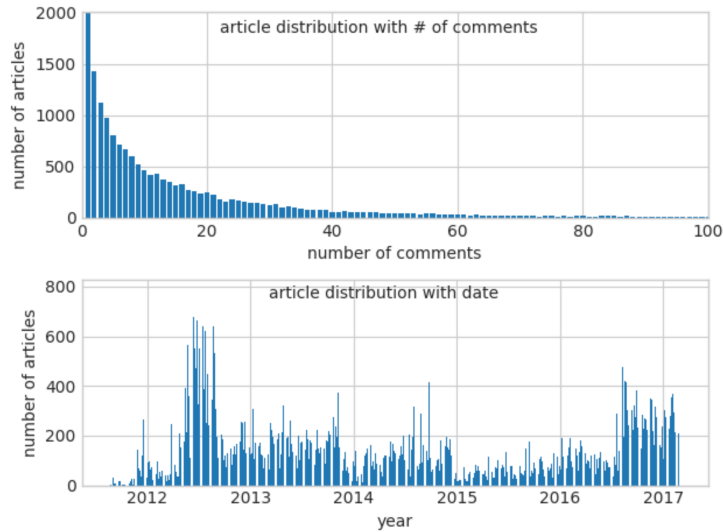 article distribution with # of comments
number of articles
2000
1500
1000
500
0
0 20 40 60 80 100
number of comments
article distribution with date
number of articles
800
600
400
200
0
2012 2013 2014 2015 2016 2017
year